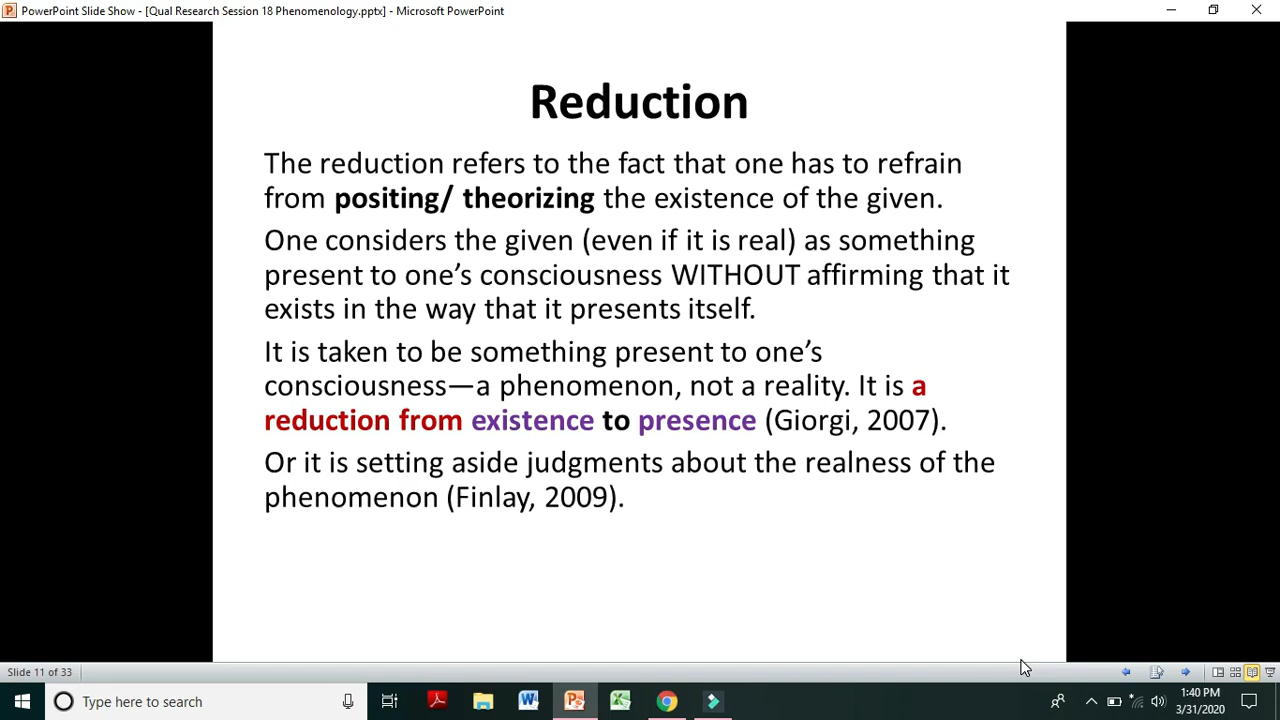 PowerPoint Slide Show - [Qual Research Session 18 Phenomenology.pptx] - Microsoft PowerPoint
Reduction
The reduction refers to the fact that one has to refrain
from positing/ theorizing the existence of the given.
One considers the given (even if it is real) as something
present to one’s consciousness WITHOUT affirming that it
exists in the way that it presents itself.
It is taken to be something present to one’s
consciousness—a phenomenon, not a reality. It is a
reduction from existence to presence (Giorgi, 2007).
Or it is setting aside judgments about the realness of the
phenomenon (Finlay, 2009).
Slide 11 of 33
Type here to search
1:40 PM
3/31/2020